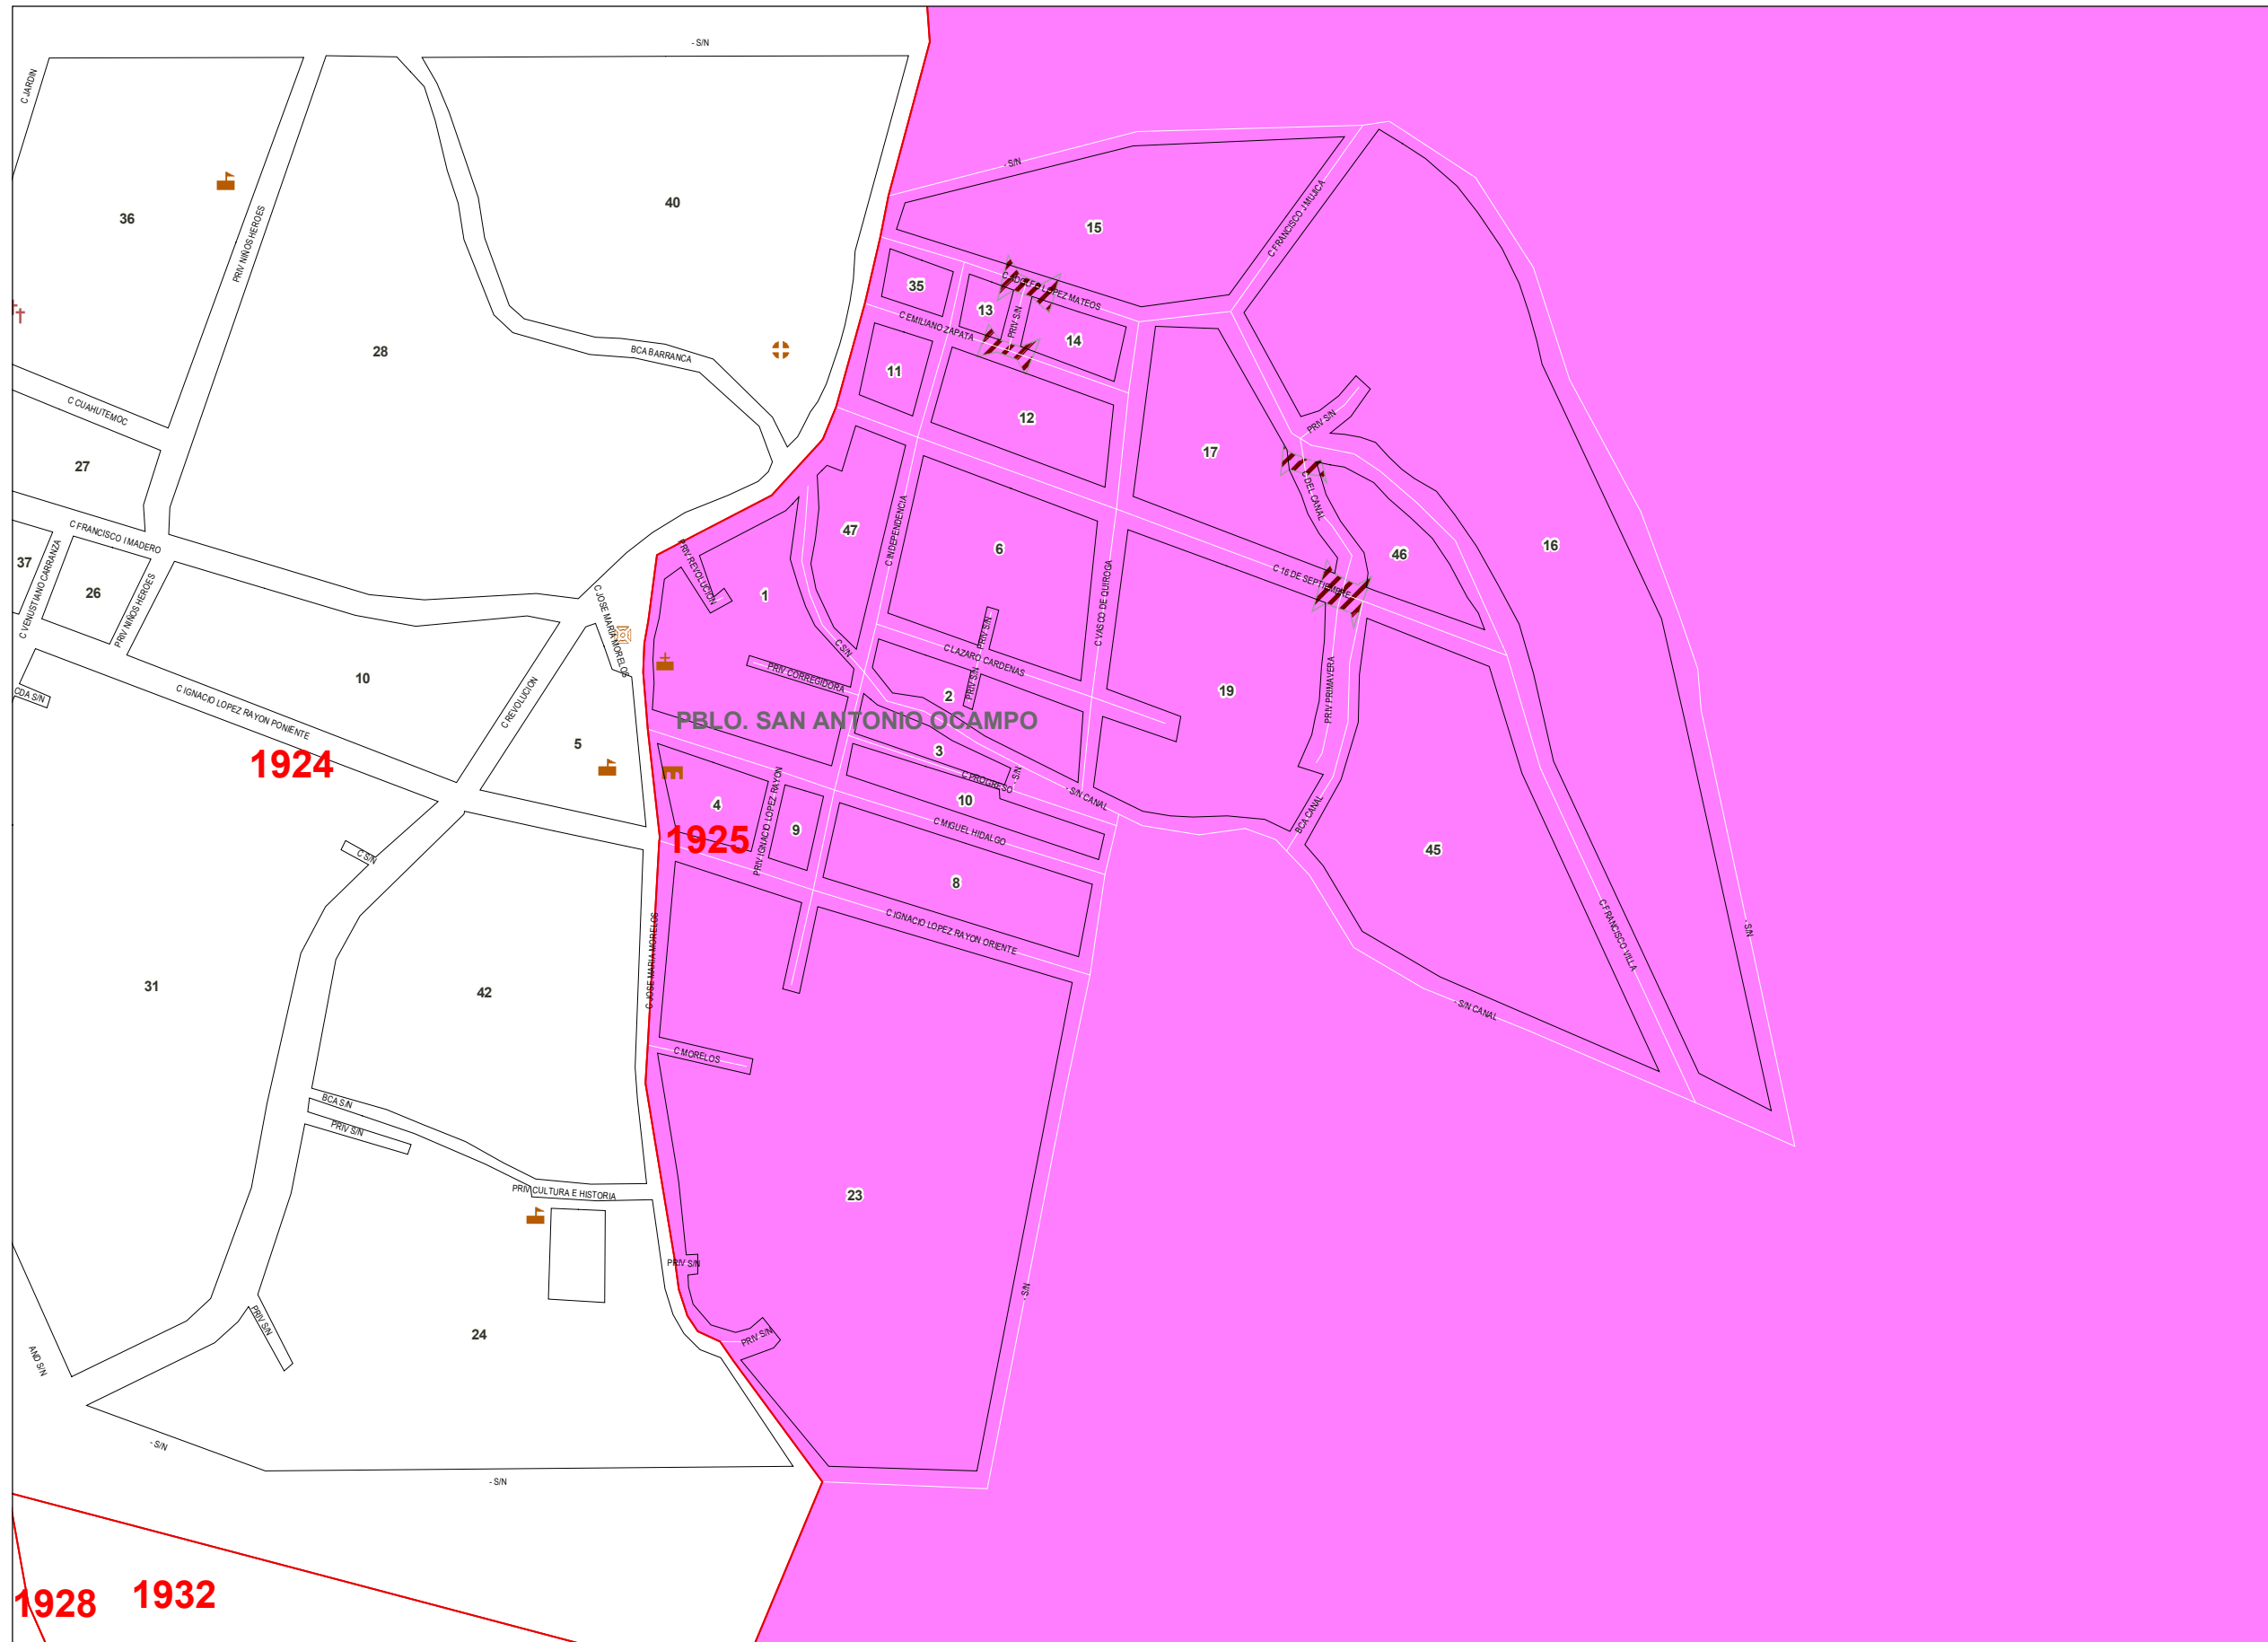 - S/N
C JARDIN
36
PRIV NIÑOS HEROES
40
- S/N
15
C FRANCISCO J MUJICA
28
BCA BARRANCA
35
13
C ADOLFO LOPEZ MATEOS
PRIV S/N
14
C EMILIANO ZAPATA
11
12
C CUAHUTEMOC
27
17
PRIV S/N
C DEL CANAL
C FRANCISCO I MADERO
37
C VENUSTIANO CARRANZA
26
PRIV NIÑOS HEROES
47
C INDEPENDENCIA
6
C VASCO DE QUIROGA
46
16
C 16 DE SEPTIEMBRE
PRIV REVOLUCION
1
C JOSE MARIA MORELOS
C S/N
PRIV S/N
C LAZARO CARDENAS
PRIV CORREGIDORA
2
PRIV S/N
19
PRIV PRIMAVERA
CDA S/N
C IGNACIO LOPEZ RAYON PONIENTE
10
C REVOLUCION
PBLO. SAN ANTONIO OCAMPO
1924
5
3
C PROGRESO
- S/N
- S/N CANAL
4
PRIV IGNACIO LOPEZ RAYON
9
10
C MIGUEL HIDALGO
BCA CANAL
1925
45
C S/N
8
C IGNACIO LOPEZ RAYON ORIENTE
C FRANCISCO VILLA
- S/N
31
42
C JOSE MARIA MORELOS
- S/N CANAL
C MORELOS
BCA S/N
PRIV S/N
PRIV CULTURA E HISTORIA
23
PRIV S/N
- S/N
PRIV S/N
24
PRIV S/N
AND S/N
- S/N
- S/N
1928
1932